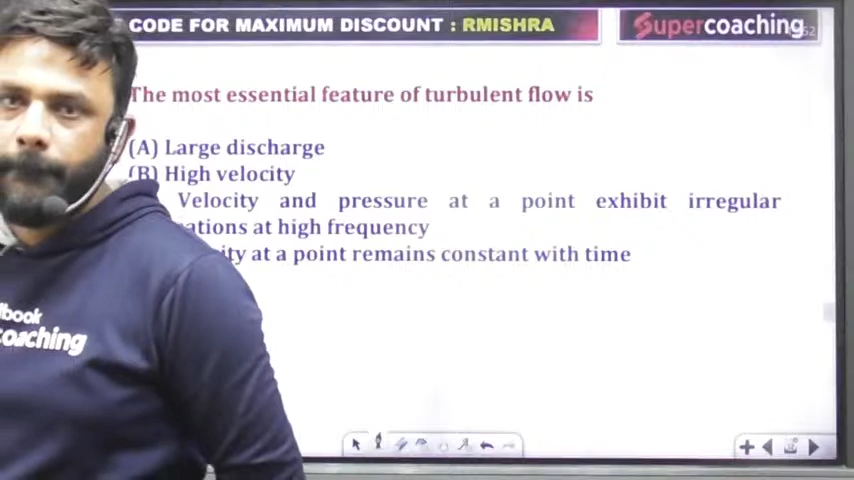 CODE FOR MAXIMUM DISCOUNT : RMISHRA
Supercoaching
The most essential feature of turbulent flow is
(A) Large discharge
(B) High velocity
Velocity and pressure at a point exhibit irregular
ations at high frequency
ity at a point remains constant with time
book
coaching